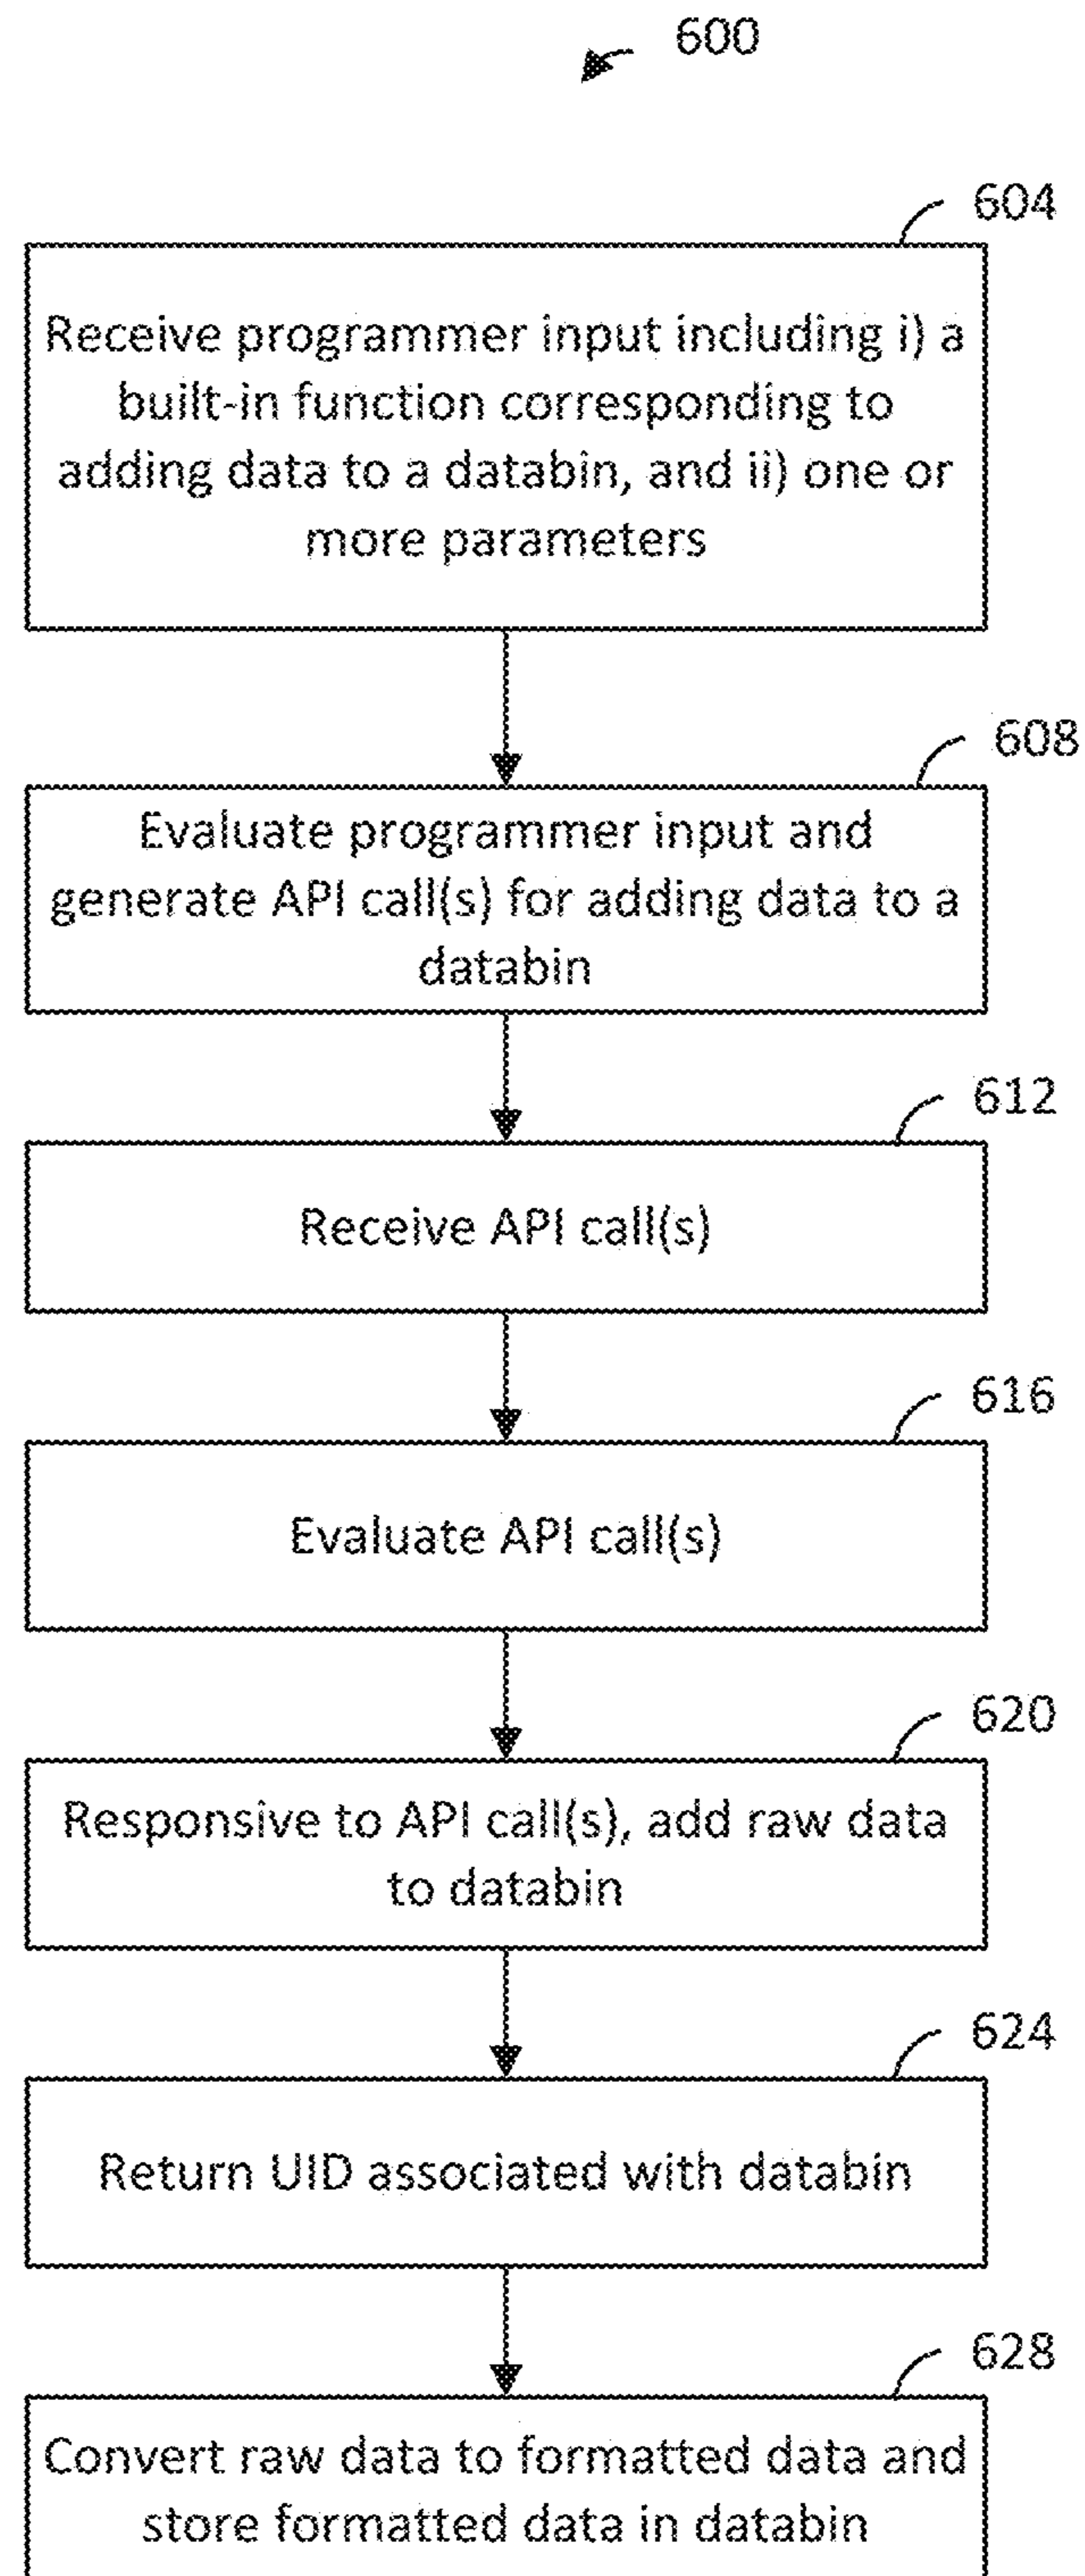 600
604
Receive programmer input including i) a
built-in function corresponding to
adding data to a databin, and ii) one or
more parameters
608
Evaluate programmer input and
generate API call(s) for adding data to a
databin
612
Receive API call(s)
616
Evaluate API call(s)
620
Responsive to API call(s), add raw data
to databin
624
Return UID associated with databin
628
Convert raw data to formatted data and
store formatted data in databin